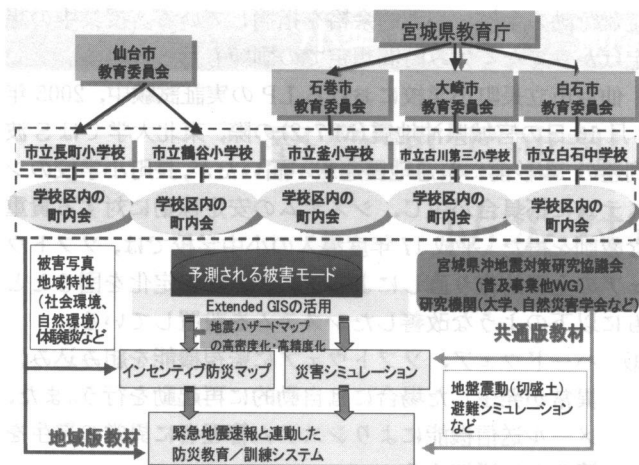 仙台市
教育委員会
宮城県教育庁
石巻市
教育委員会
大崎市
教育委員会
白石市
教育委員会
市立長町小学校
市立鶴谷小学校
市立釜小学校
市立古川第三小学校
市立白石中学校
学校区内の
町内会
学校区内の
町内会
学校区内の
町内会
学校区内の
町内会
学校区内の
町内会
被害写真
地域特性
(社会環境、
自然環境)
体験談など
予測される被害モード
Extended GISの活用
地震ハザードマップ
の高密度化・高精度化
宮城県沖地震対策研究協議会
(普及事業他WG)
研究機関(大学、自然災害学会など)
共通版教材
インセンティブ防災マップ
災害シミュレーション
地盤震動(切盛土)
避難シミュレーション
など
地域版教材
緊急地震速報と連動した
防災教育/訓練システム